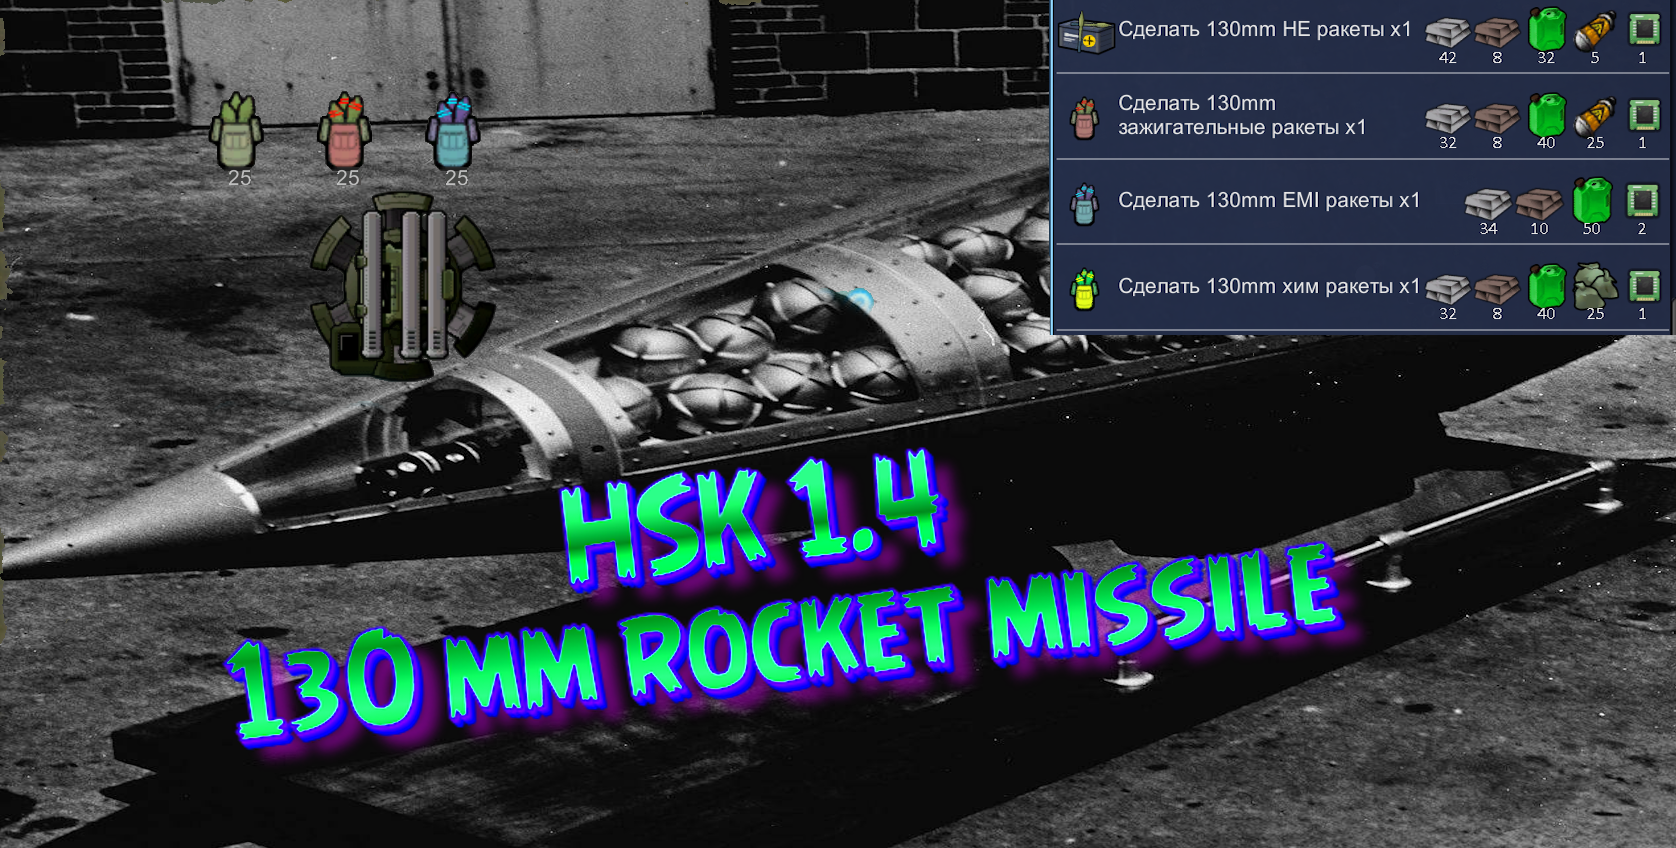 Сделать 130mm HE ракеты x1
42 8 32 5 1
Сделать 130mm
зажигательные ракеты x1
32 8 40 25 1
Сделать 130mm EMI ракеты x1
34 10 50 2
Сделать 130mm хим ракеты x1
32 8 40 25 1
25 25 25
HSK 1.4
130 MM ROCKET MISSILE